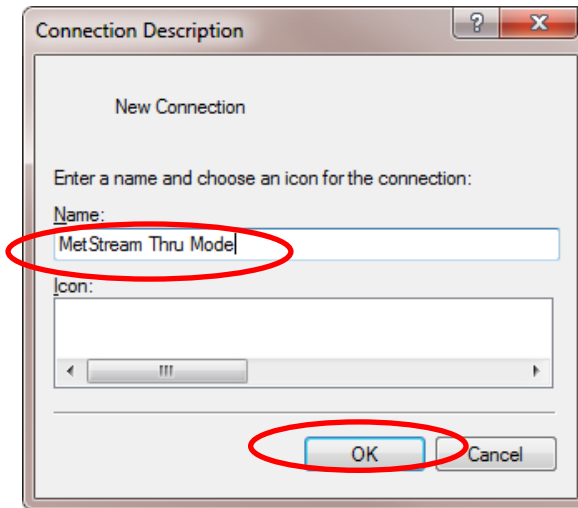 Connection Description
New Connection
Enter a name and choose an icon for the connection:
Name:
MetStream Thru Mode
Icon:
OK Cancel